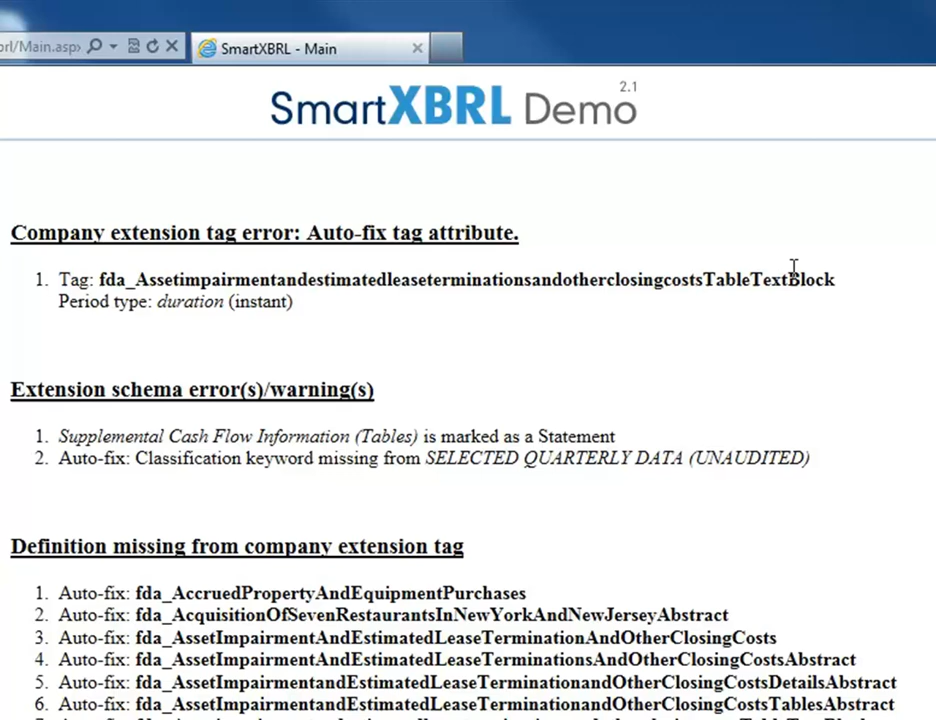 orl/Main.asp
SmartXBRL - Main
SmartXBRL Demo 2.1
Company extension tag error: Auto-fix tag attribute.
1. Tag: fda_AssetimpairmentandestimatedleaseterminationsandotherclosingcostsTableTextBlock
Period type: duration (instant)
Extension schema error(s)/warning(s)
1. Supplemental Cash Flow Information (Tables) is marked as a Statement
2. Auto-fix: Classification keyword missing from SELECTED QUARTERLY DATA (UNAUDITED)
Definition missing from company extension tag
1. Auto-fix: fda_AccruedPropertyAndEquipmentPurchases
2. Auto-fix: fda_AcquisitionOfSevenRestaurantsInNewYorkAndNewJerseyAbstract
3. Auto-fix: fda_AssetImpairmentAndEstimatedLeaseTerminationAndOtherClosingCosts
4. Auto-fix: fda_AssetImpairmentAndEstimatedLeaseTerminationsAndOtherClosingCostsAbstract
5. Auto-fix: fda_AssetImpairmentandEstimatedLeaseTerminationandOtherClosingCostsDetailsAbstract
6. Auto-fix: fda_AssetImpairmentandEstimatedLeaseTerminationandOtherClosingCostsTablesAbstract